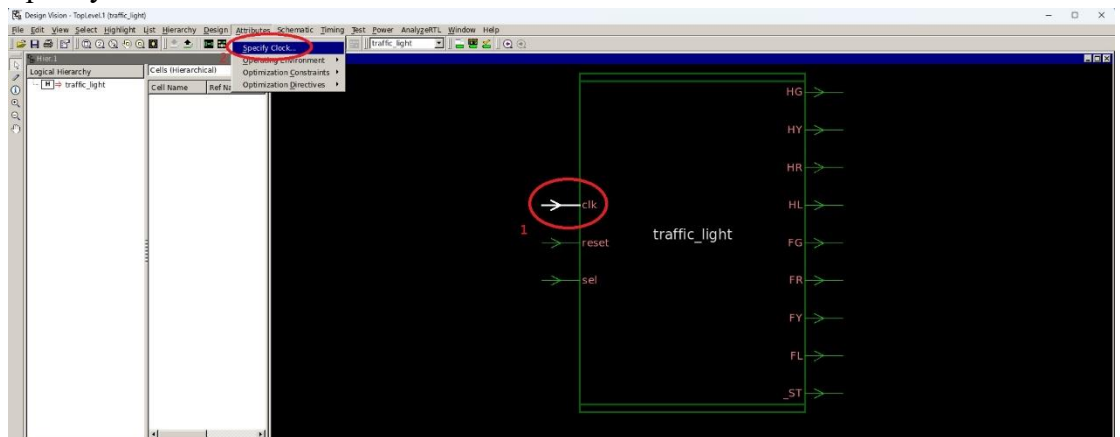 Design Vision - TopLevel.1 (traffic_light)
File Edit View Select Highlight List Hierarchy Design Attributes Schematic Timing Test Power AnalyzeRTL Window Help
traffic_light
Specify Clock...
2
Operating Environment
Optimization Constraints
Optimization Directives
Hier.1
Logical Hierarchy
Cells (Hierarchical)
H traffic_light
Cell Name
HG
HY
HR
clk
HL
1
reset
traffic_light
FG
sel
FR
FY
FL
_ST